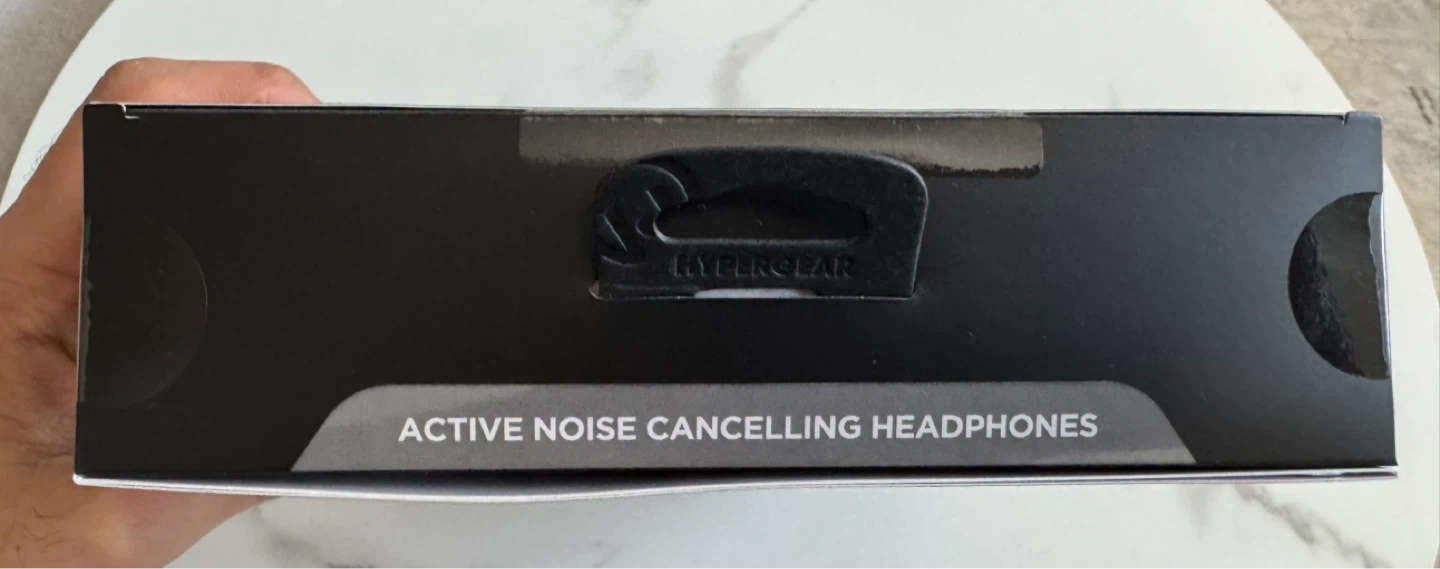 HYPERGEAR
ACTIVE NOISE CANCELLING HEADPHONES